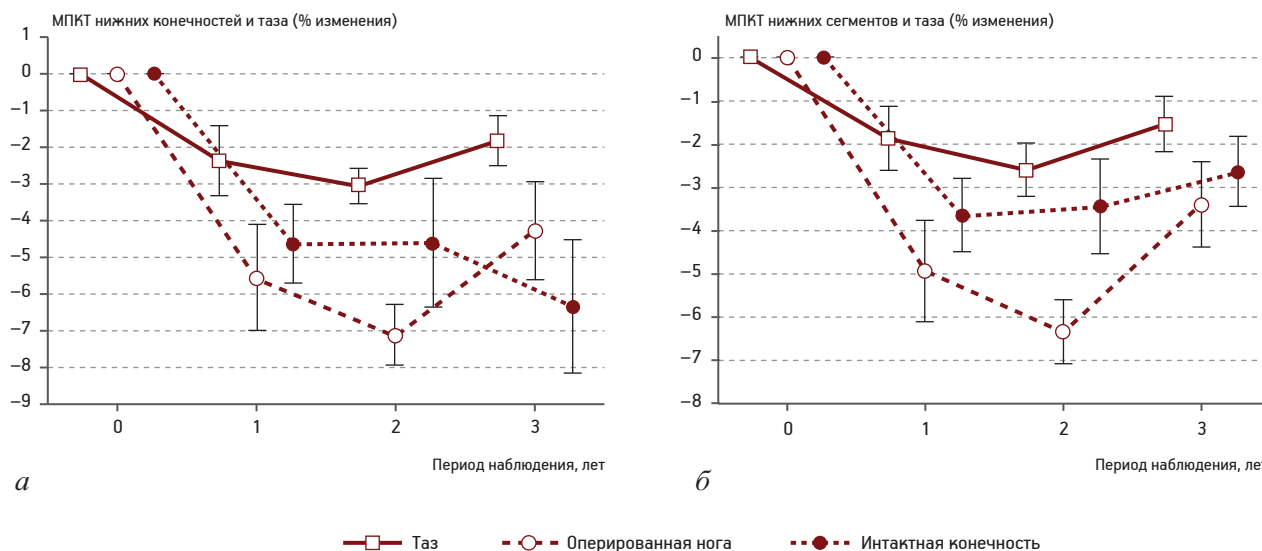 МПКТ нижних конечностей и таза (% изменения)
1
0
–1
–2
–3
–4
–5
–6
–7
–8
–9
0 1 2 3
Период наблюдения, лет
а
МПКТ нижних сегментов и таза (% изменения)
0
–1
–2
–3
–4
–5
–6
–7
–8
0 1 2 3
Период наблюдения, лет
б
Таз Оперированная нога Интактная конечность